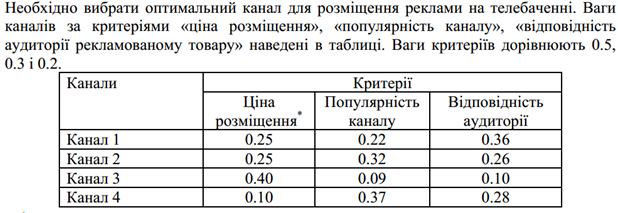 Необхідно вибрати оптимальний канал для розміщення реклами на телебаченні. Ваги
каналів за критеріями «ціна розміщення», «популярність каналу», «відповідність
аудиторії рекламованому товару» наведені в таблиці. Ваги критеріїв дорівнюють 0.5,
0.3 і 0.2.
Канали Критерії
Ціна Популярність Відповідність
розміщення* каналу аудиторії
Канал 1 0.25 0.22 0.36
Канал 2 0.25 0.32 0.26
Канал 3 0.40 0.09 0.10
Канал 4 0.10 0.37 0.28